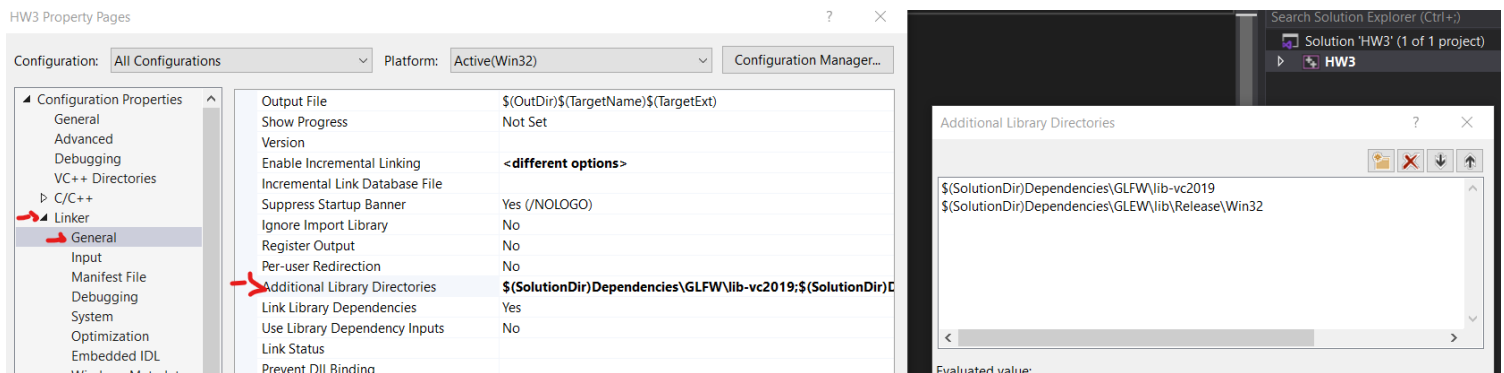 HW3 Property Pages
? ×
Configuration: All Configurations
Platform: Active(Win32)
Configuration Manager...
Configuration Properties
General
Advanced
Debugging
VC++ Directories
C/C++
Linker
General
Input
Manifest File
Debugging
System
Optimization
Embedded IDL
Output File $(OutDir)$(TargetName)$(TargetExt)
Show Progress Not Set
Version
Enable Incremental Linking <different options>
Incremental Link Database File
Suppress Startup Banner Yes (/NOLOGO)
Ignore Import Library No
Register Output No
Per-user Redirection No
Additional Library Directories $(SolutionDir)Dependencies\GLFW\lib-vc2019;$(SolutionDir)D
Link Library Dependencies Yes
Use Library Dependency Inputs No
Link Status
Prevent Dll Binding
Search Solution Explorer (Ctrl+;)
Solution 'HW3' (1 of 1 project)
HW3
Additional Library Directories
? ×
$(SolutionDir)Dependencies\GLFW\lib-vc2019
$(SolutionDir)Dependencies\GLEW\lib\Release\Win32
Evaluated value: